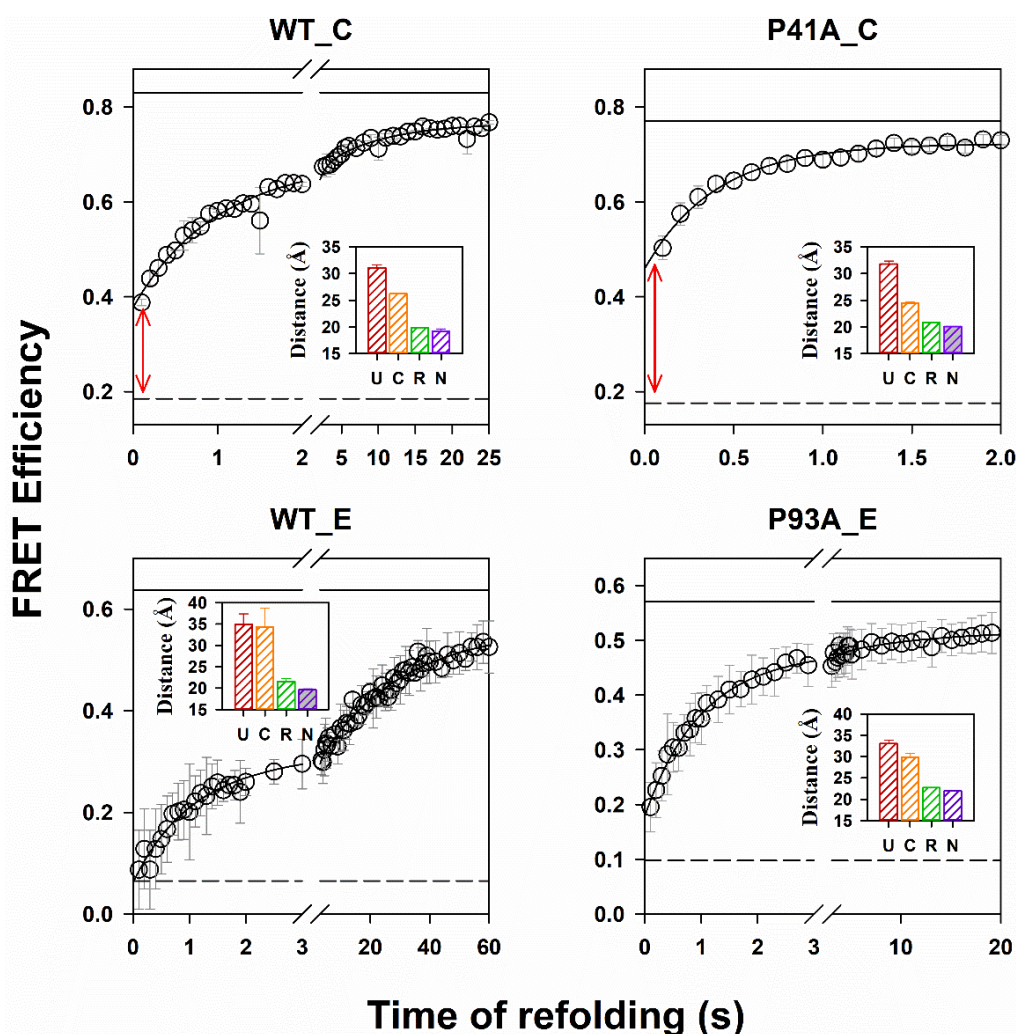 WT_C
P41A_C
0.8
0.6
0.4
0.2
0 1 2 5 10 15 20 25
Distance (Å)
35
30
25
20
15
U C R N
0.8
0.6
0.4
0.2
0.0 0.5 1.0 1.5 2.0
Distance (Å)
35
30
25
20
15
U C R N
FRET Efficiency
WT_E
P93A_E
0.6
0.4
0.2
0.0
0 1 2 3 20 40 60
Distance (Å)
40
35
30
25
20
15
U C R N
0.6
0.5
0.4
0.3
0.2
0.1
0.0
0 1 2 3 10 20
Distance (Å)
40
35
30
25
20
15
U C R N
Time of refolding (s)